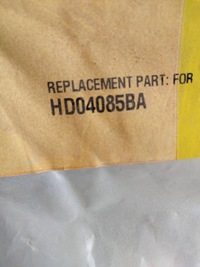 REPLACEMENT PART: FOR
HD04085BA